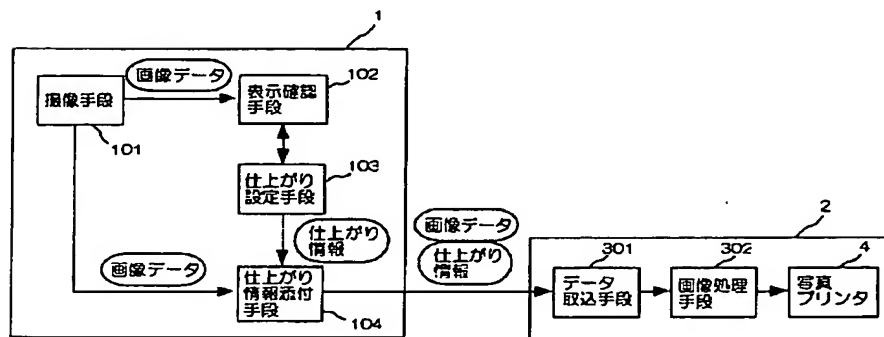 1
撮像手段
101
画像データ
表示確認
手段
102
仕上がり
設定手段
103
仕上がり
情報
画像データ
仕上がり
情報添付
手段
104
画像データ
仕上がり
情報
2
301
データ
取込手段
302
画像処理
手段
4
写真
プリンタ